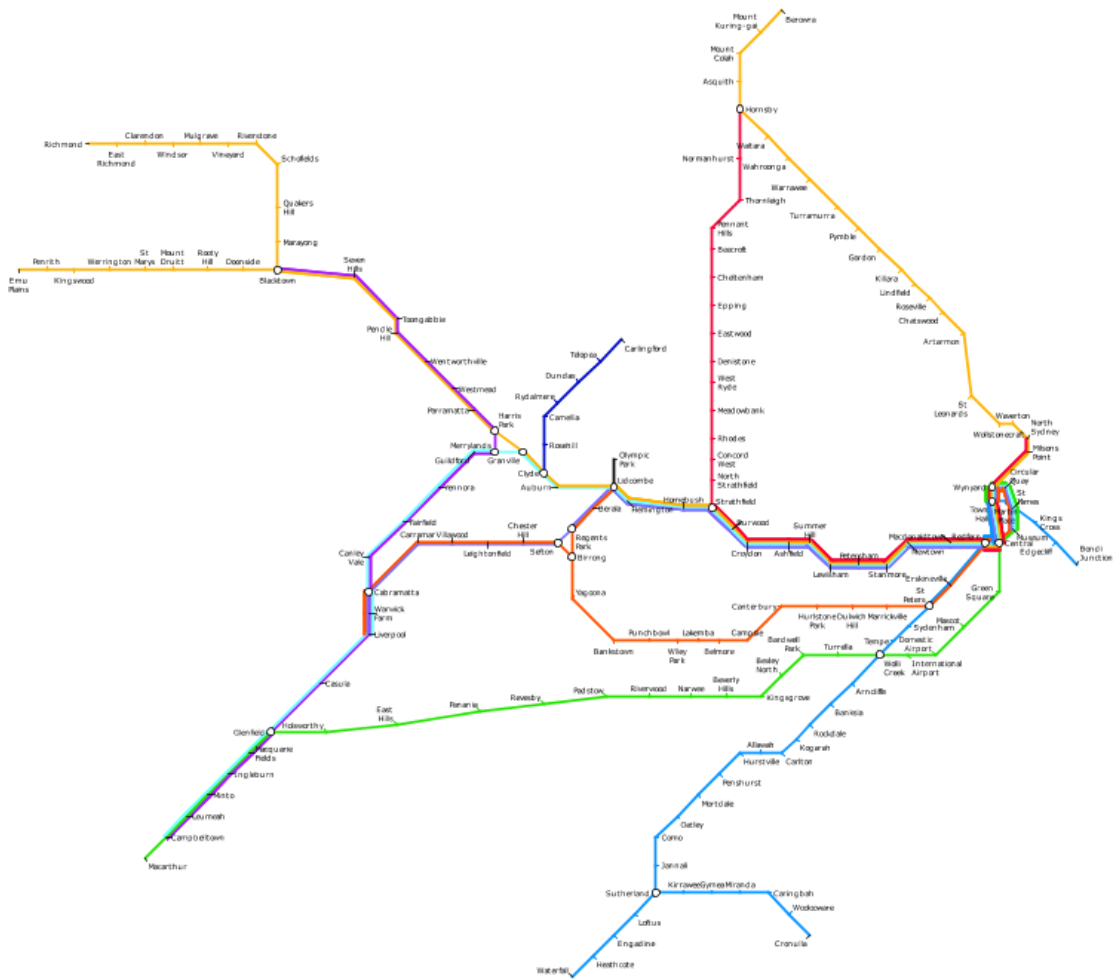 Mount
Kuring-gai
Berowra
Mount
Colah
Asquith
Hornsby
Waitara
Normanhurst
Wahroonga
Warrawee
Thornleigh
Turramurra
Pennant
Hills
Pymble
Beecroft
Gordon
Cheltenham
Killara
Lindfield
Epping
Roseville
Chatswood
Eastwood
Artarmon
Denistone
West
Ryde
Meadowbank
St
Leonards
Waverton
North
Sydney
Wollstonecraft
Rhodes
Milsons
Point
Concord
West
North
Strathfield
Strathfield
Richmond
Clarendon
Mulgrave
Riverstone
East
Richmond
Windsor
Vineyard
Schofields
Quakers
Hill
Marayong
Penrith
Werrington
St
Marys
Mount
Druitt
Rooty
Hill
Doonside
Emu
Plains
Kingswood
Blacktown
Seven
Hills
Toongabbie
Pendle
Hill
Wentworthville
Westmead
Parramatta
Harris
Park
Merrylands
Guildford
Granville
Clyde
Auburn
Carlingford
Telopea
Dundas
Rydalmere
Camellia
Rosehill
Olympic
Park
Lidcombe
Berala
Flemington
Homebush
Burwood
Croydon
Ashfield
Summer
Hill
Lewisham
Petersham
Stanmore
Macdonaldtown
Newtown
Redfern
Wynyard
Circular
Quay
St
James
Town
Hall
Martin
Place
Kings
Cross
Central
Museum
Edgecliff
Bondi
Junction
Yennora
Fairfield
Canley
Vale
Carramar
Villawood
Leightonfield
Chester
Hill
Sefton
Regents
Park
Birrong
Yagoona
Cabramatta
Warwick
Farm
Liverpool
Casula
Bankstown
Punchbowl
Wiley
Park
Lakemba
Belmore
Campsie
Canterbury
Hurlstone
Park
Dulwich
Hill
Marrickville
St
Peters
Erskineville
Sydenham
Green
Square
Mascot
Domestic
Airport
International
Airport
Tempe
Wolli
Creek
Turrella
Bardwell
Park
Bexley
North
Kingsgrove
Beverly
Hills
Narwee
Riverwood
Padstow
Revesby
Panania
East
Hills
Holsworthy
Glenfield
Macquarie
Fields
Ingleburn
Minto
Leumeah
Campbelltown
Macarthur
Arncliffe
Banksia
Rockdale
Kogarah
Carlton
Allawah
Hurstville
Penshurst
Mortdale
Oatley
Como
Jannali
Sutherland
Kirrawee
Gymea
Miranda
Caringbah
Woolooware
Cronulla
Loftus
Engadine
Heathcote
Waterfall